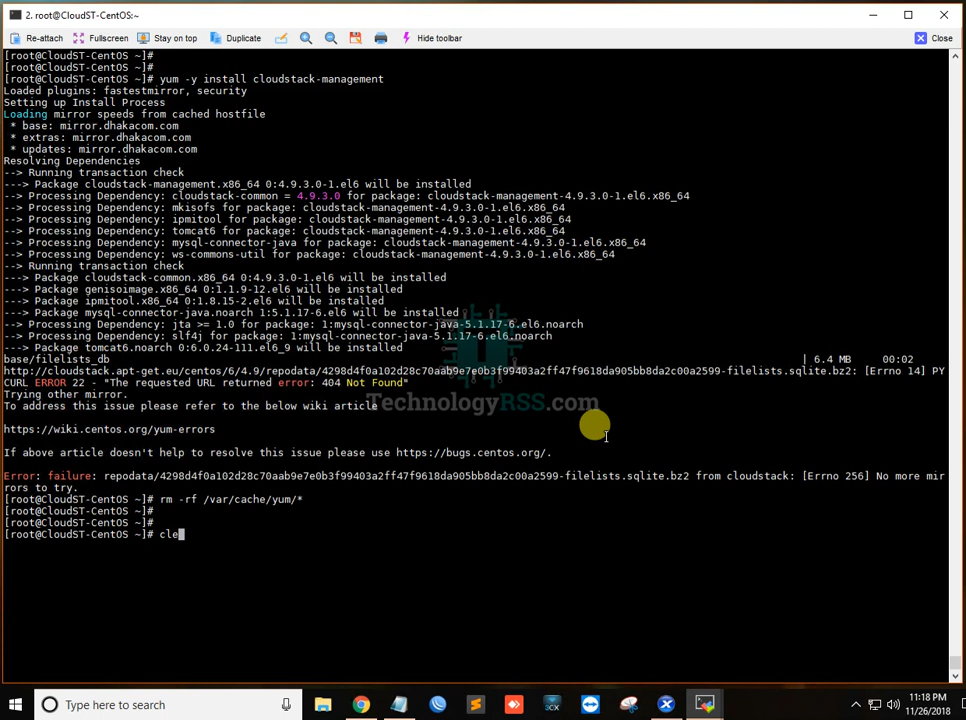 2. root@CloudST-CentOS:~
Re-attach Fullscreen Stay on top Duplicate Hide toolbar Close
[root@CloudST-CentOS ~]#
[root@CloudST-CentOS ~]#
[root@CloudST-CentOS ~]# yum -y install cloudstack-management
Loaded plugins: fastestmirror, security
Setting up Install Process
Loading mirror speeds from cached hostfile
* base: mirror.dhakacom.com
* extras: mirror.dhakacom.com
* updates: mirror.dhakacom.com
Resolving Dependencies
--> Running transaction check
---> Package cloudstack-management.x86_64 0:4.9.3.0-1.el6 will be installed
--> Processing Dependency: cloudstack-common = 4.9.3.0 for package: cloudstack-management-4.9.3.0-1.el6.x86_64
--> Processing Dependency: mkisofs for package: cloudstack-management-4.9.3.0-1.el6.x86_64
--> Processing Dependency: ipmitool for package: cloudstack-management-4.9.3.0-1.el6.x86_64
--> Processing Dependency: tomcat6 for package: cloudstack-management-4.9.3.0-1.el6.x86_64
--> Processing Dependency: mysql-connector-java for package: cloudstack-management-4.9.3.0-1.el6.x86_64
--> Processing Dependency: ws-commons-util for package: cloudstack-management-4.9.3.0-1.el6.x86_64
--> Running transaction check
---> Package cloudstack-common.x86_64 0:4.9.3.0-1.el6 will be installed
---> Package genisoimage.x86_64 0:1.1.9-12.el6 will be installed
---> Package ipmitool.x86_64 0:1.8.15-2.el6 will be installed
---> Package mysql-connector-java.noarch 1:5.1.17-6.el6 will be installed
--> Processing Dependency: jta >= 1.0 for package: 1:mysql-connector-java-5.1.17-6.el6.noarch
--> Processing Dependency: slf4j for package: 1:mysql-connector-java-5.1.17-6.el6.noarch
---> Package tomcat6.noarch 0:6.0.24-111.el6_9 will be installed
base/filelists_db | 6.4 MB 00:02
http://cloudstack.apt-get.eu/centos/6/4.9/repodata/4298d4f0a102d28c70aab9e7e0b3f99403a2ff47f9618da905bb8da2c00a2599-filelists.sqlite.bz2: [Errno 14] PY
CURL ERROR 22 - "The requested URL returned error: 404 Not Found"
Trying other mirror.
To address this issue please refer to the below wiki article
TechnologyRSS.com
https://wiki.centos.org/yum-errors
If above article doesn't help to resolve this issue please use https://bugs.centos.org/.
Error: failure: repodata/4298d4f0a102d28c70aab9e7e0b3f99403a2ff47f9618da905bb8da2c00a2599-filelists.sqlite.bz2 from cloudstack: [Errno 256] No more mir
rors to try.
[root@CloudST-CentOS ~]# rm -rf /var/cache/yum/*
[root@CloudST-CentOS ~]#
[root@CloudST-CentOS ~]#
[root@CloudST-CentOS ~]# cle
Type here to search
3CX
11:18 PM
11/26/2018